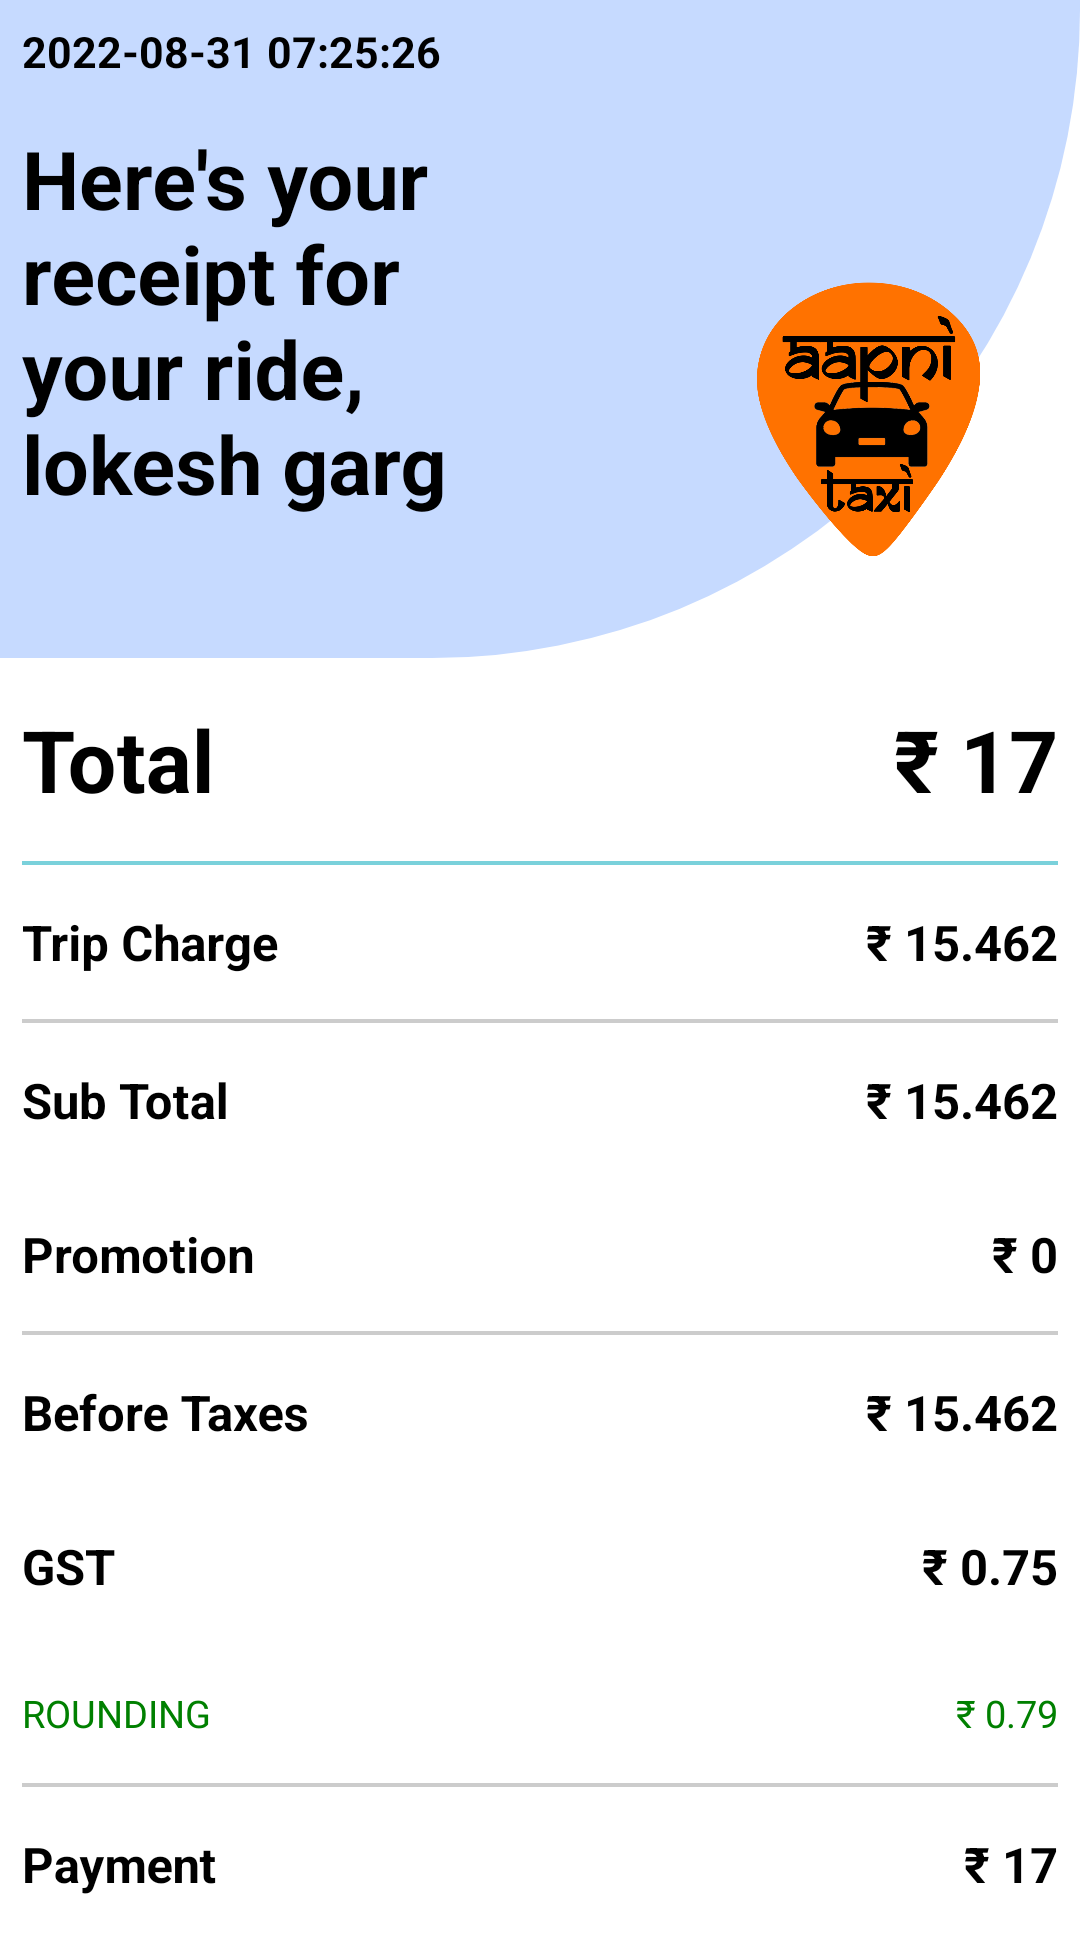 2022-08-31 07:25:26
Here's your
receipt for
your ride,
lokesh garg
aapni
taxi
Total ₹ 17
Trip Charge ₹ 15.462
Sub Total ₹ 15.462
Promotion ₹ 0
Before Taxes ₹ 15.462
GST ₹ 0.75
ROUNDING ₹ 0.79
Payment ₹ 17